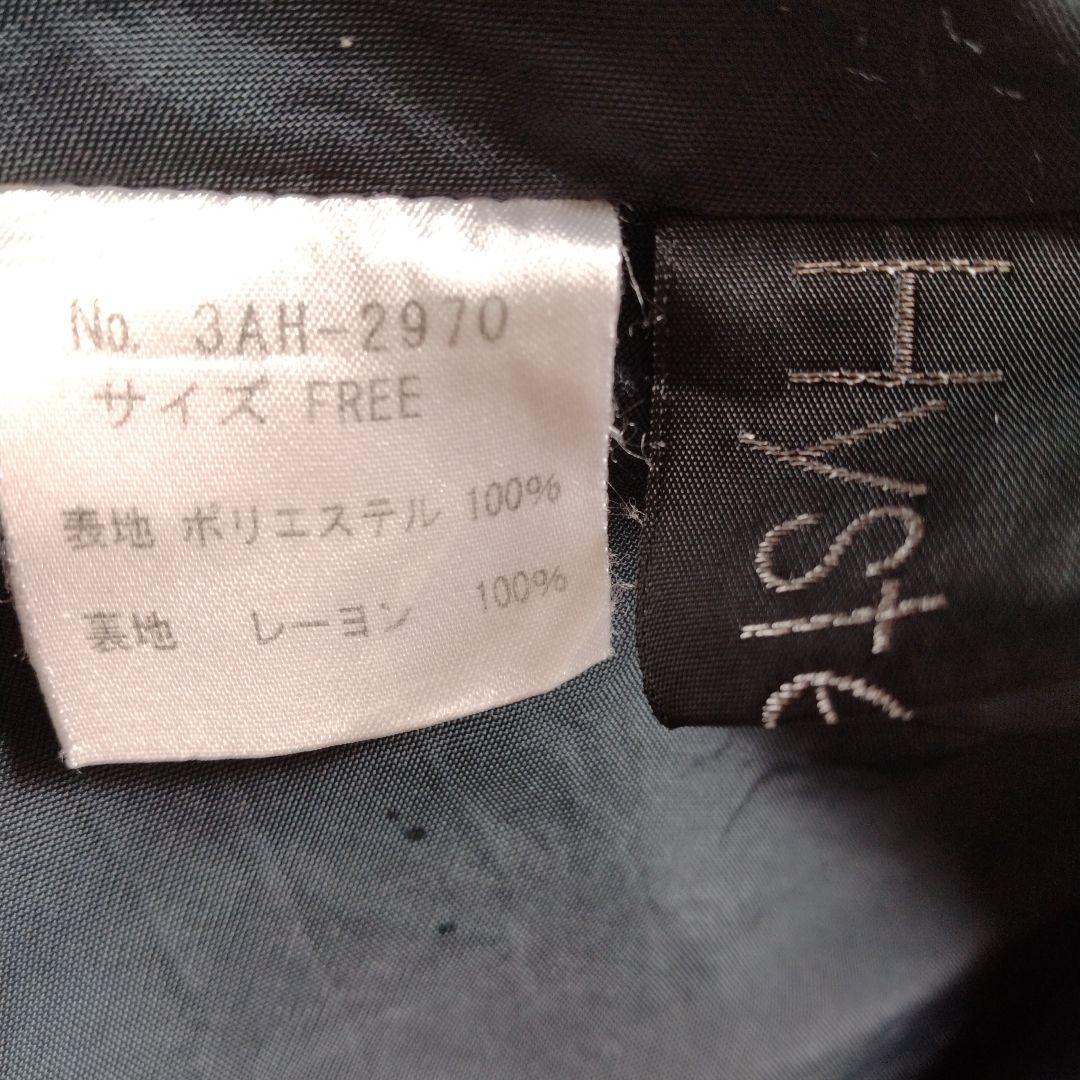 No. 3AH-2970
サイズ FREE
表地 ポリエステル 100%
裏地 レーヨン 100%
Hyste